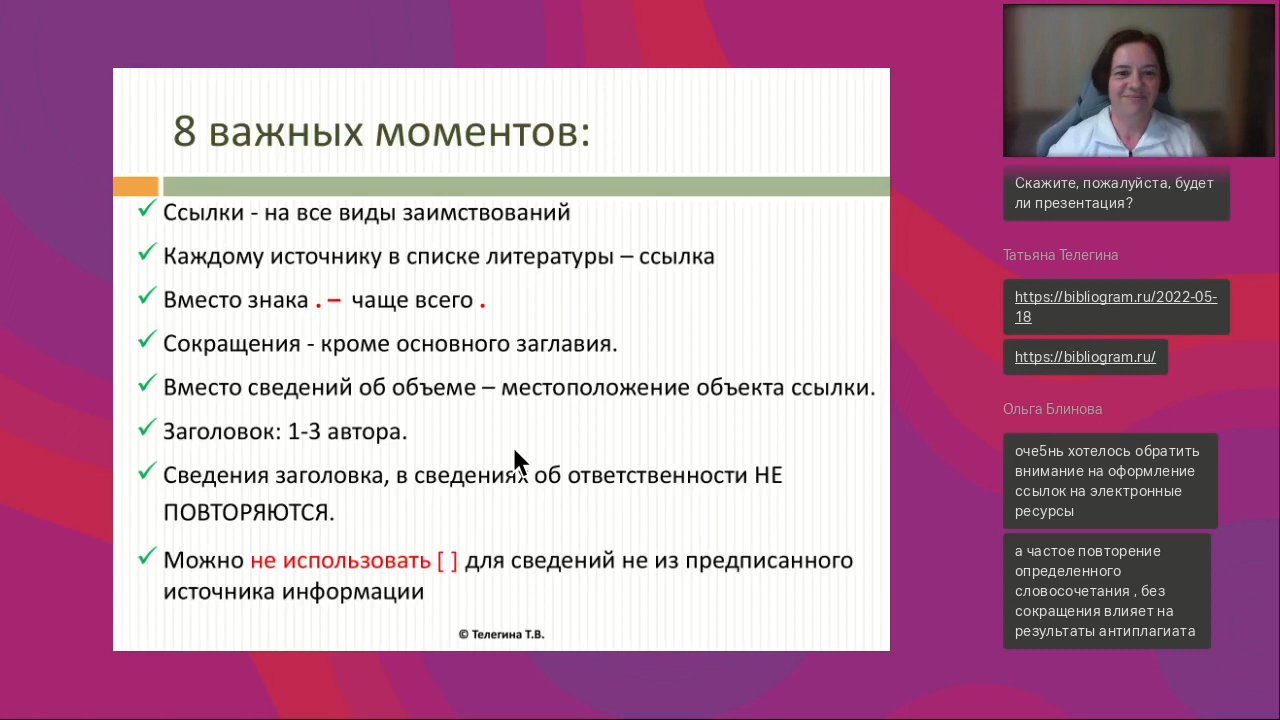 8 важных моментов:
Ссылки - на все виды заимствований
Каждому источнику в списке литературы – ссылка
Вместо знака . – чаще всего .
Сокращения - кроме основного заглавия.
Вместо сведений об объеме – местоположение объекта ссылки.
Заголовок: 1-3 автора.
Сведения заголовка, в сведениях об ответственности НЕ
ПОВТОРЯЮТСЯ.
Можно не использовать [ ] для сведений не из предписанного
источника информации
© Телегина Т.В.
Скажите, пожалуйста, будет
ли презентация?
Татьяна Телегина
https://bibliogram.ru/2022-05-
18
https://bibliogram.ru/
Ольга Блинова
оче5нь хотелось обратить
внимание на оформление
ссылок на электронные
ресурсы
а частое повторение
определенного
словосочетания , без
сокращения влияет на
результаты антиплагиата